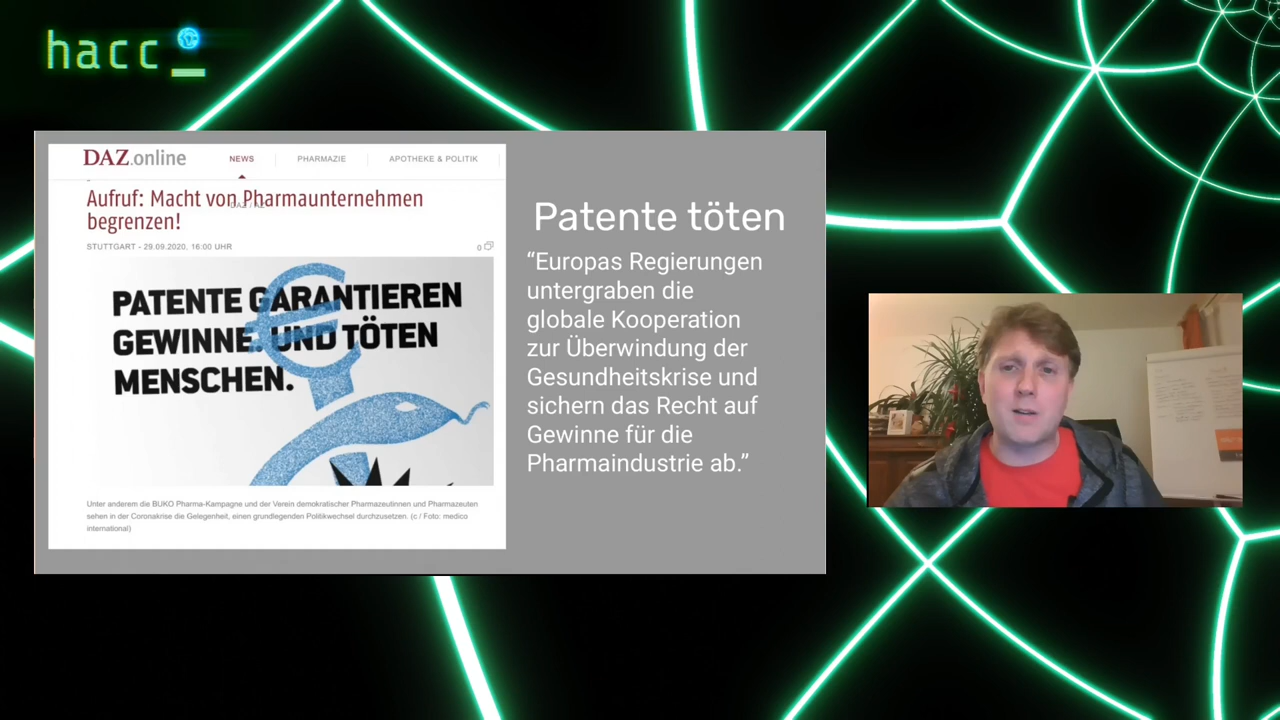 hacc_
DAZ.online
NEWS
PHARMAZIE
APOTHEKE & POLITIK
Aufruf: Macht von Pharmaunternehmen
begrenzen!
STUTTGART - 29.09.2020, 16:00 UHR
0
PATENTE GARANTIEREN
GEWINNE. UND TÖTEN
MENSCHEN.
Unter anderem die BUKO Pharma-Kampagne und der Verein demokratischer Pharmazeutinnen und Pharmazeuten
sehen in der Coronakrise die Gelegenheit, einen grundlegenden Politikwechsel durchzusetzen. (c / Foto: medico
international)
Patente töten
“Europas Regierungen
untergraben die
globale Kooperation
zur Überwindung der
Gesundheitskrise und
sichern das Recht auf
Gewinne für die
Pharmaindustrie ab.”